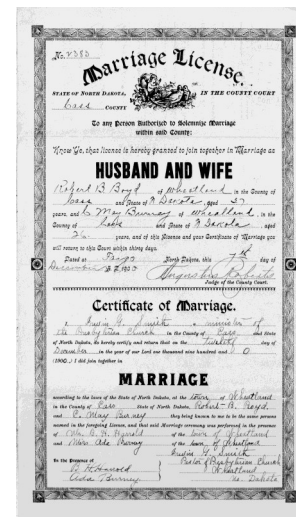 No. 2383
Marriage License,
STATE OF NORTH DAKOTA, IN THE COUNTY COURT
Cass COUNTY
To any Person Authorized to Solemnize Marriage
within said County:
Know Ye, that license is hereby granted to join together in Marriage as
HUSBAND AND WIFE
Robert B Boyd of Wheatland in the County of
Cass and State of N Dakota, aged 37
years, and C May Burney of Wheatland, in the
County of Cass and State of N Dakota, aged
26 years, and of this License and your Certificate of Marriage you
will return to this Court within thirty days.
Dated at Fargo North Dakota, this 7th day of
December A.D. 1900
Roberts
Judge of the County Court.
Certificate of Marriage.
I Irwin G. Smith a minister of
the Presbyterian Church in the County of Cass and State
of North Dakota, do hereby certify and return that on the Twelfth day of
December in the year of our Lord one thousand nine hundred and 0
(1900,) I did join together in
MARRIAGE
according to the laws of the State of North Dakota, at the town of Wheatland
in the County of Cass State of North Dakota, Robert B. Boyd
and C. May Burney they being known to me to be the same persons
named in the foregoing License, and that said Marriage ceremony was performed in the presence
of Mr. B. H. of the town of Wheatland
and Miss Ada Burney of the town of Wheatland
Irwin G. Smith
In the Presence of Pastor of Presbyterian Church
B H Wheatland
Ada Burney No. Dakota